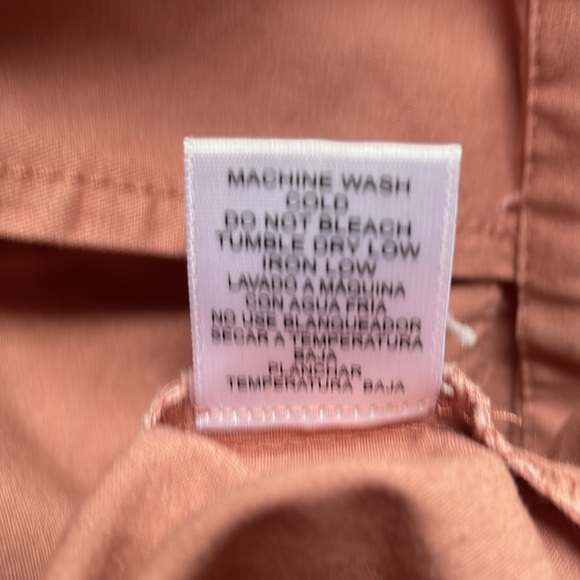 MACHINE WASH
COLD
DO NOT BLEACH
TUMBLE DRY LOW
IRON LOW
LAVADO A MAQUINA
CON AGUA FRIA
NO USE BLANQUEADOR
SECAR A TEMPERATURA
BAJA
PLANCHAR
TEMPERATURA BAJA